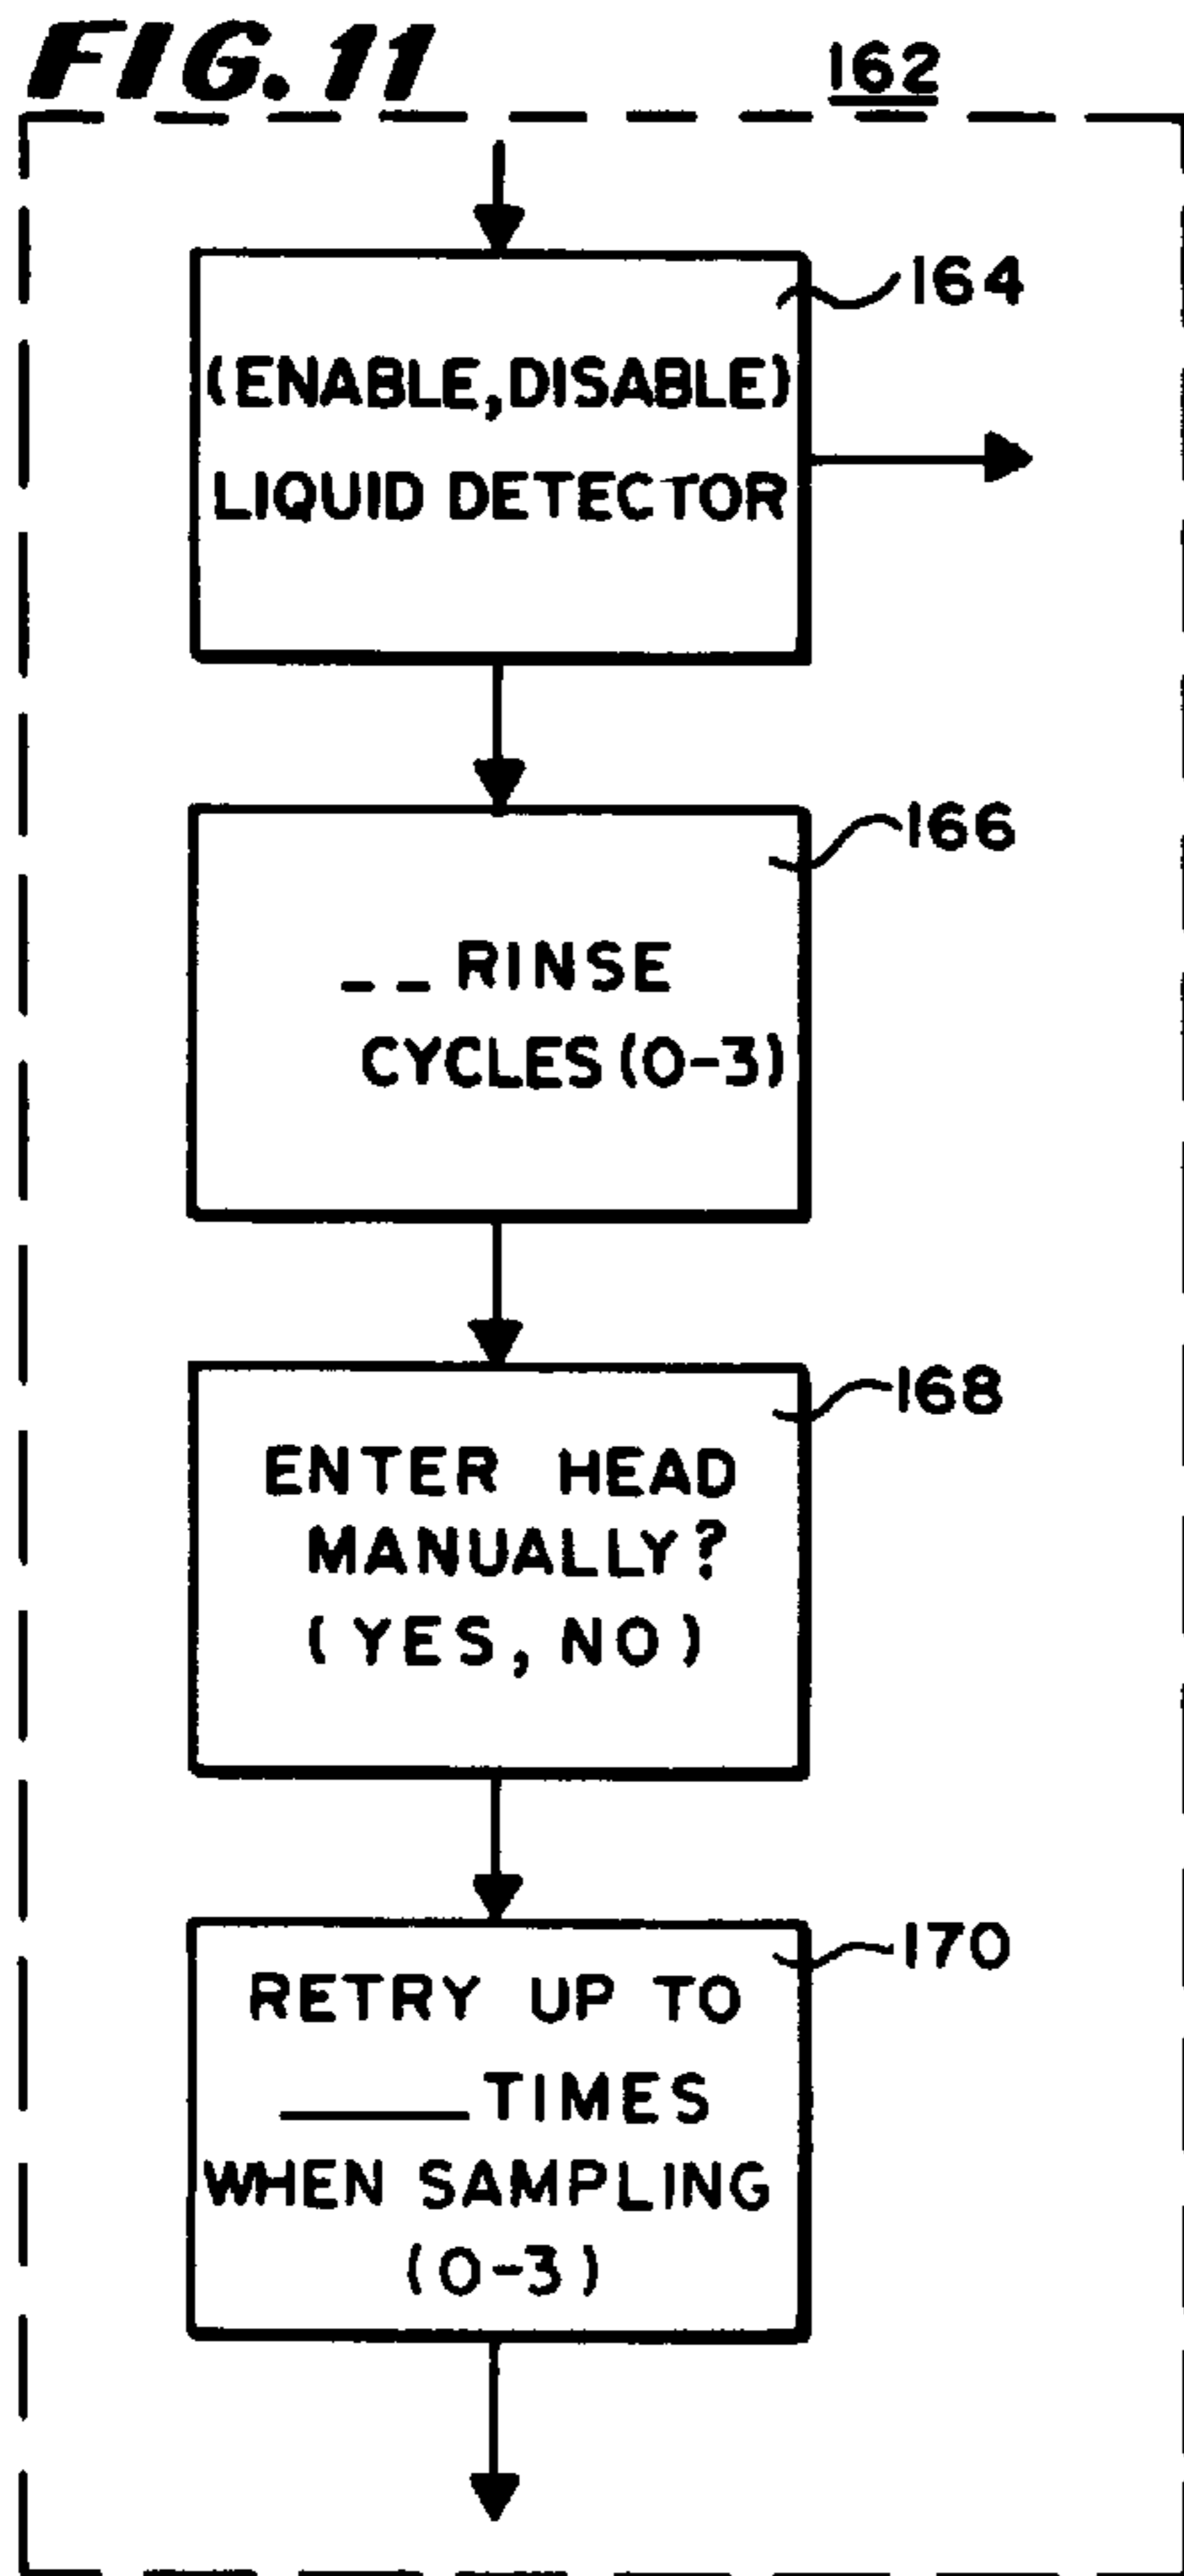 FIG. 11
162
164
(ENABLE, DISABLE)
LIQUID DETECTOR
166
_ _ RINSE
CYCLES (0-3)
168
ENTER HEAD
MANUALLY?
(YES, NO)
170
RETRY UP TO
____ TIMES
WHEN SAMPLING
(0-3)